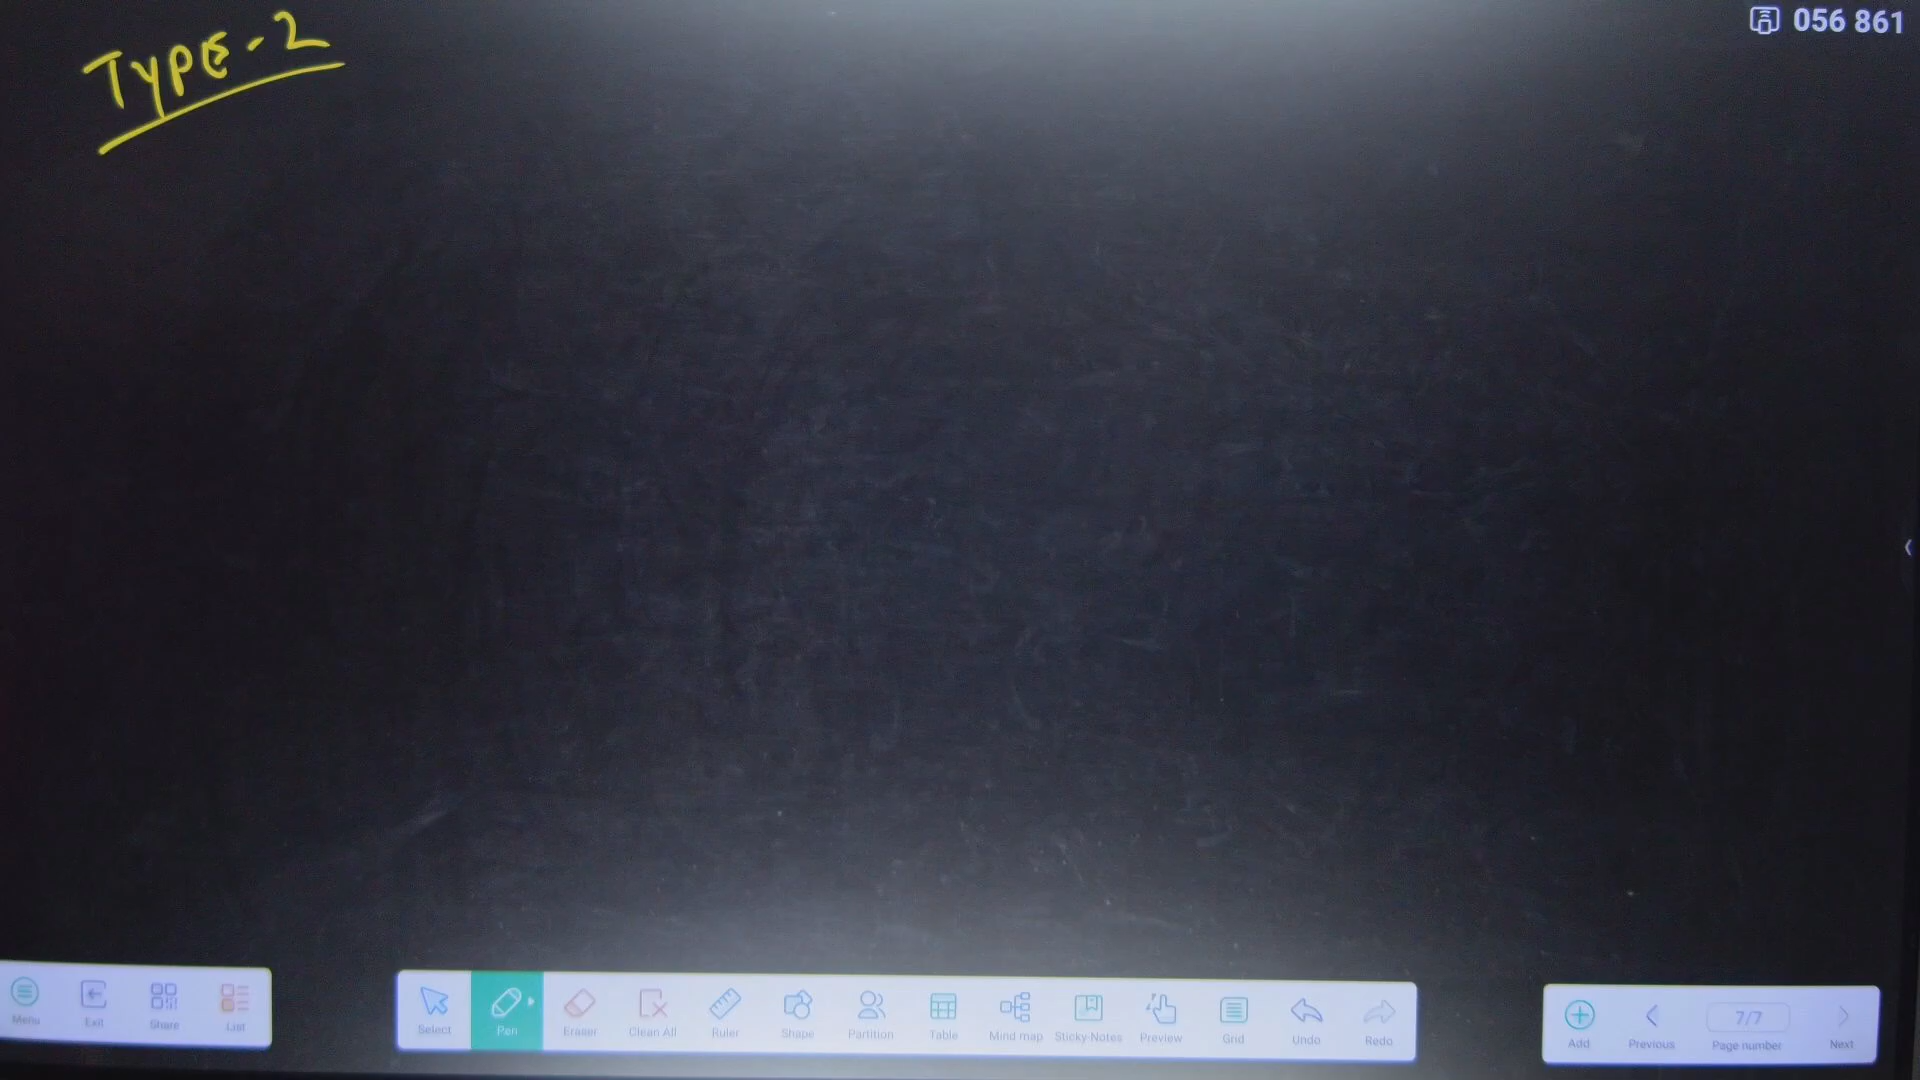 Type-2
056 861
Menu Exit Share List
Select Pen Eraser Clean All Ruler Shape Partition Table Mind map Sticky Notes Preview Grid Undo Redo
Add Previous 7/7 Page number Next